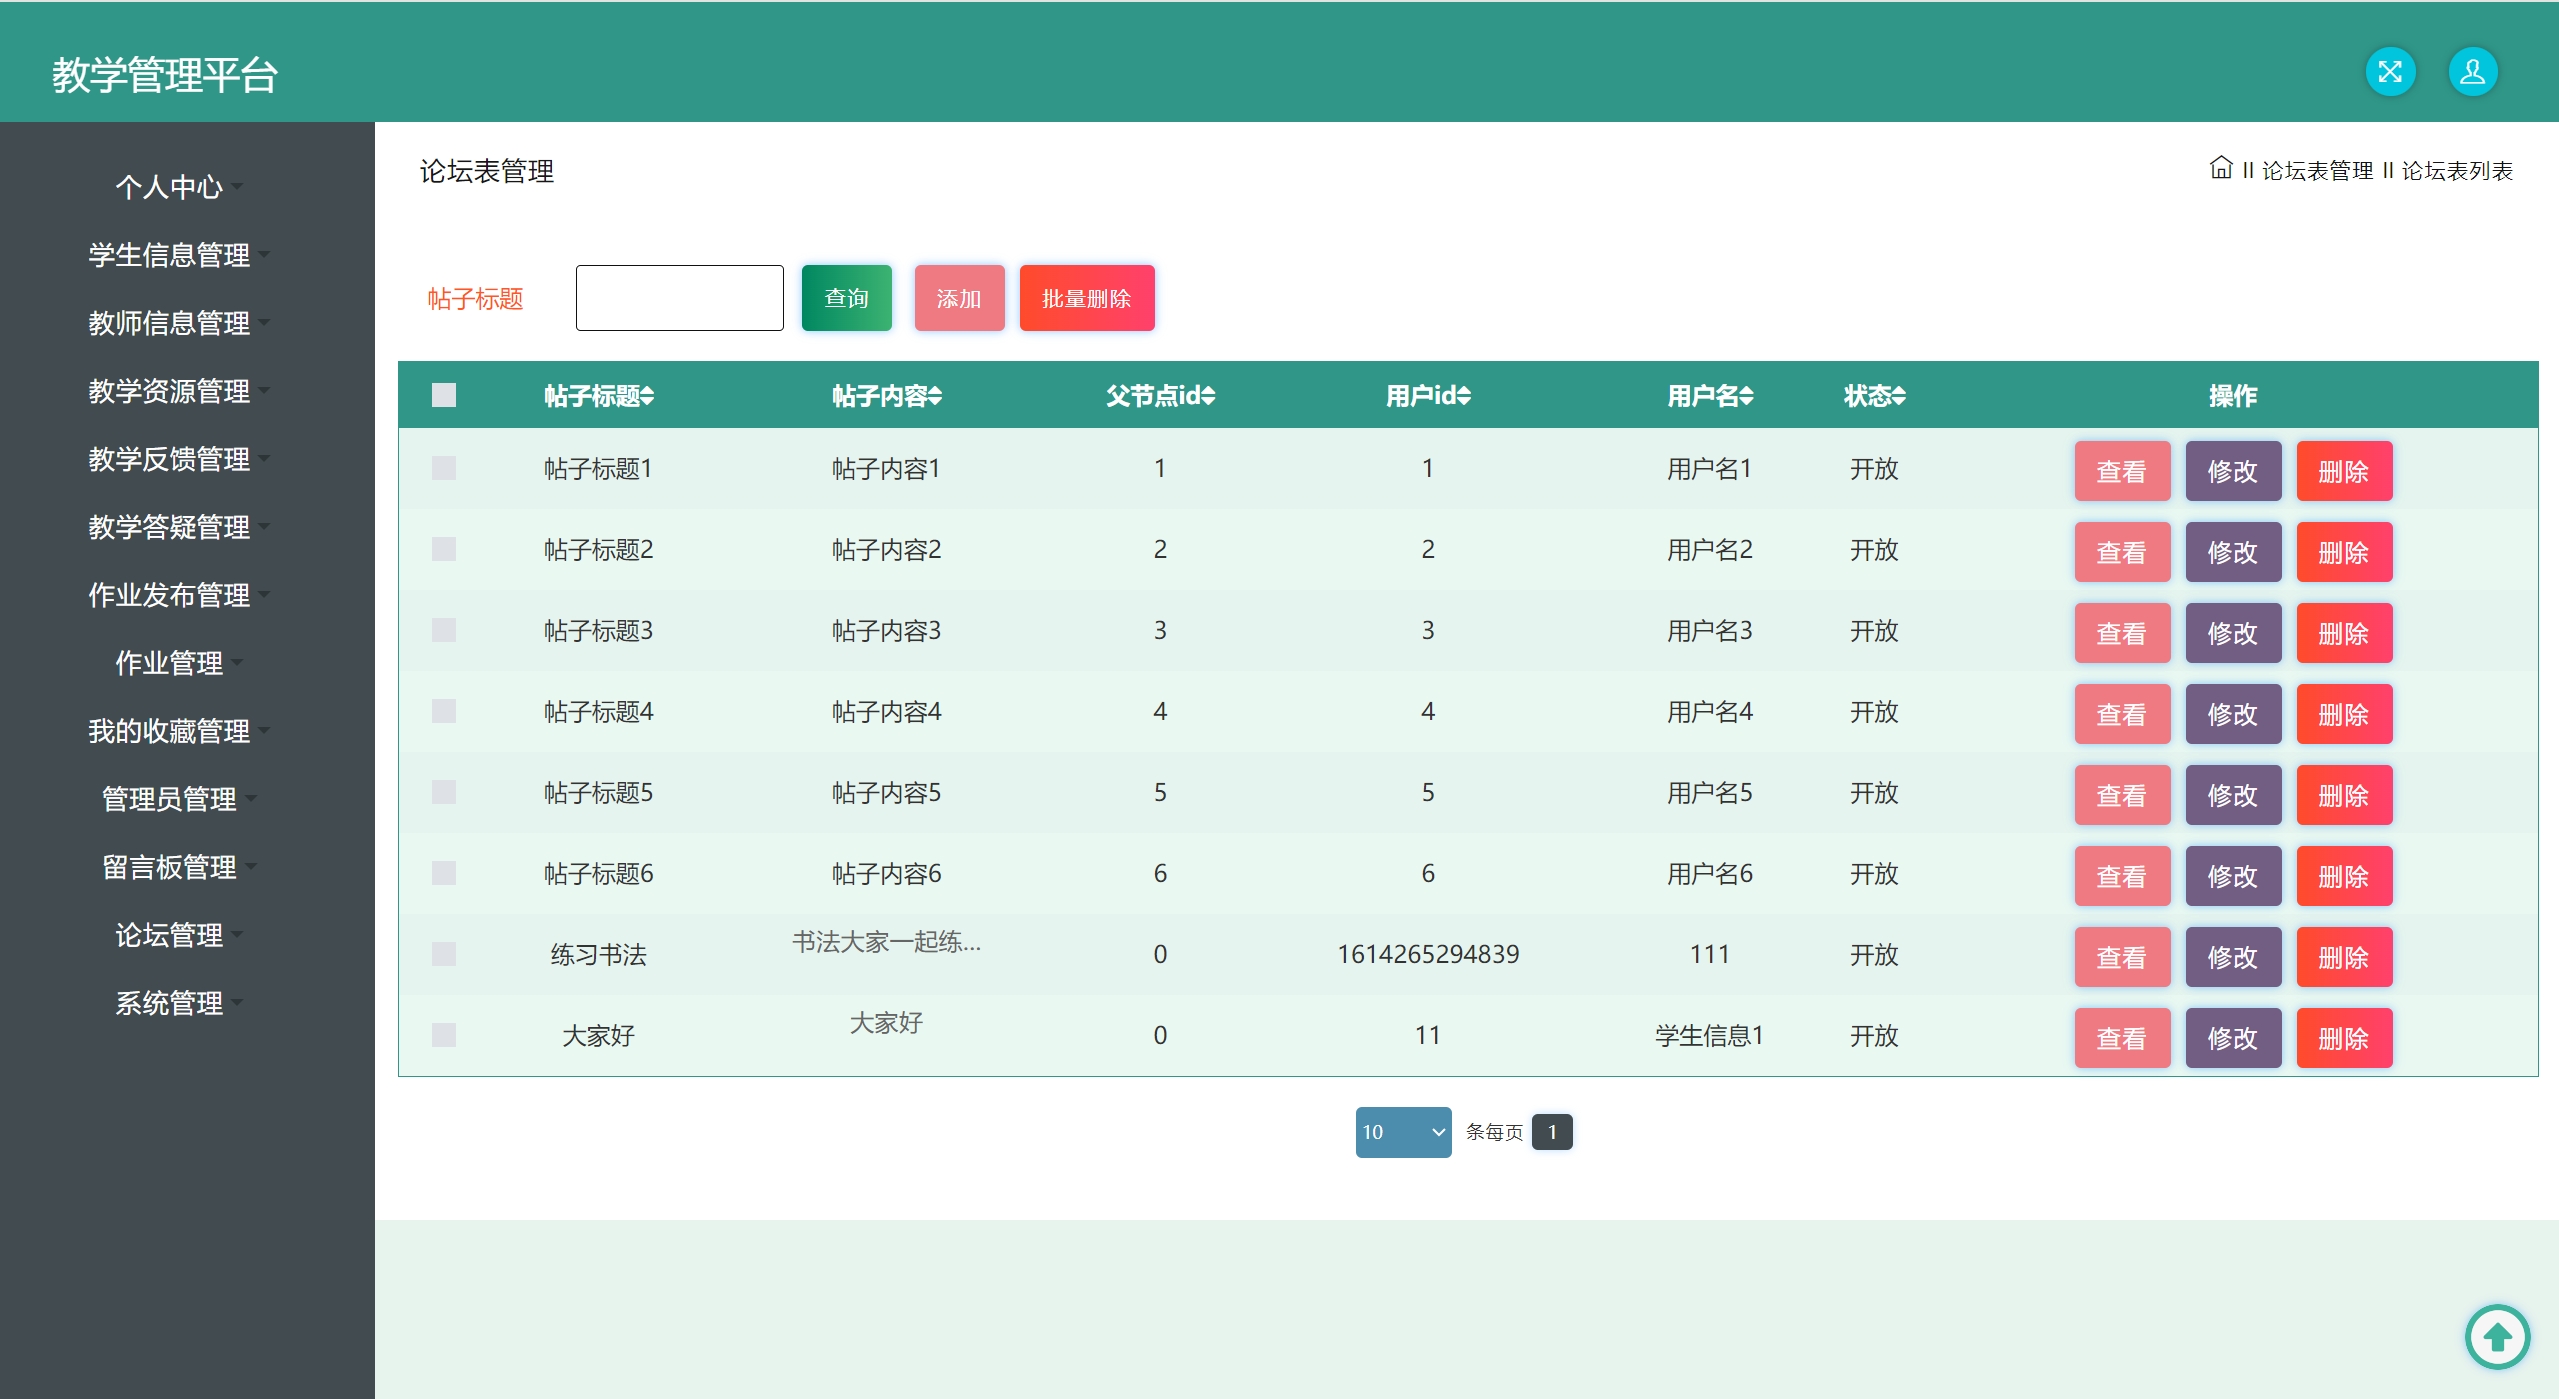 教学管理平台
个人中心
学生信息管理
教师信息管理
教学资源管理
教学反馈管理
教学答疑管理
作业发布管理
作业管理
我的收藏管理
管理员管理
留言板管理
论坛管理
系统管理
论坛表管理
II 论坛表管理 II 论坛表列表
帖子标题 查询 添加 批量删除
帖子标题 帖子内容 父节点id 用户id 用户名 状态 操作
帖子标题1 帖子内容1 1 1 用户名1 开放 查看 修改 删除
帖子标题2 帖子内容2 2 2 用户名2 开放 查看 修改 删除
帖子标题3 帖子内容3 3 3 用户名3 开放 查看 修改 删除
帖子标题4 帖子内容4 4 4 用户名4 开放 查看 修改 删除
帖子标题5 帖子内容5 5 5 用户名5 开放 查看 修改 删除
帖子标题6 帖子内容6 6 6 用户名6 开放 查看 修改 删除
练习书法 书法大家一起练... 0 1614265294839 111 开放 查看 修改 删除
大家好 大家好 0 11 学生信息1 开放 查看 修改 删除
10 条每页 1